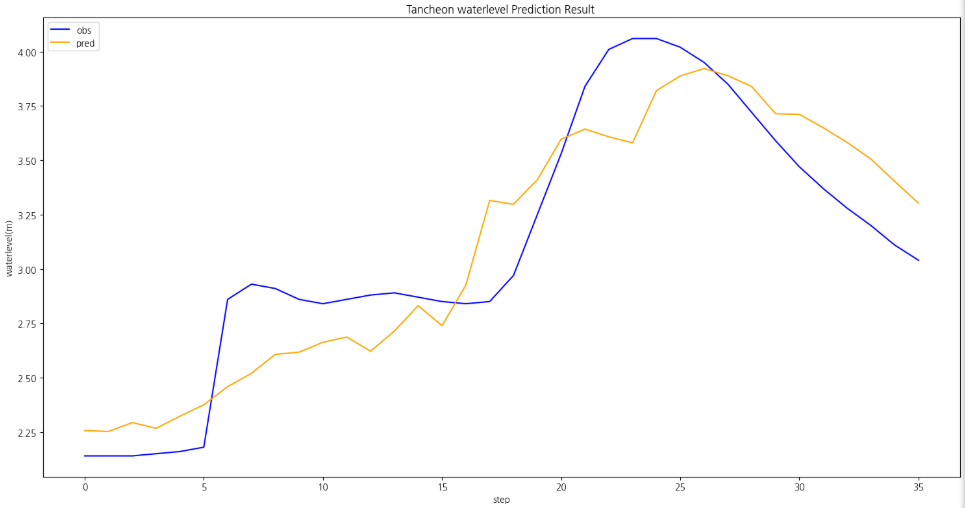 Tancheon waterlevel Prediction Result
obs
pred
4.00
3.75
3.50
3.25
3.00
2.75
2.50
2.25
waterlevel(m)
0 5 10 15 20 25 30 35
step